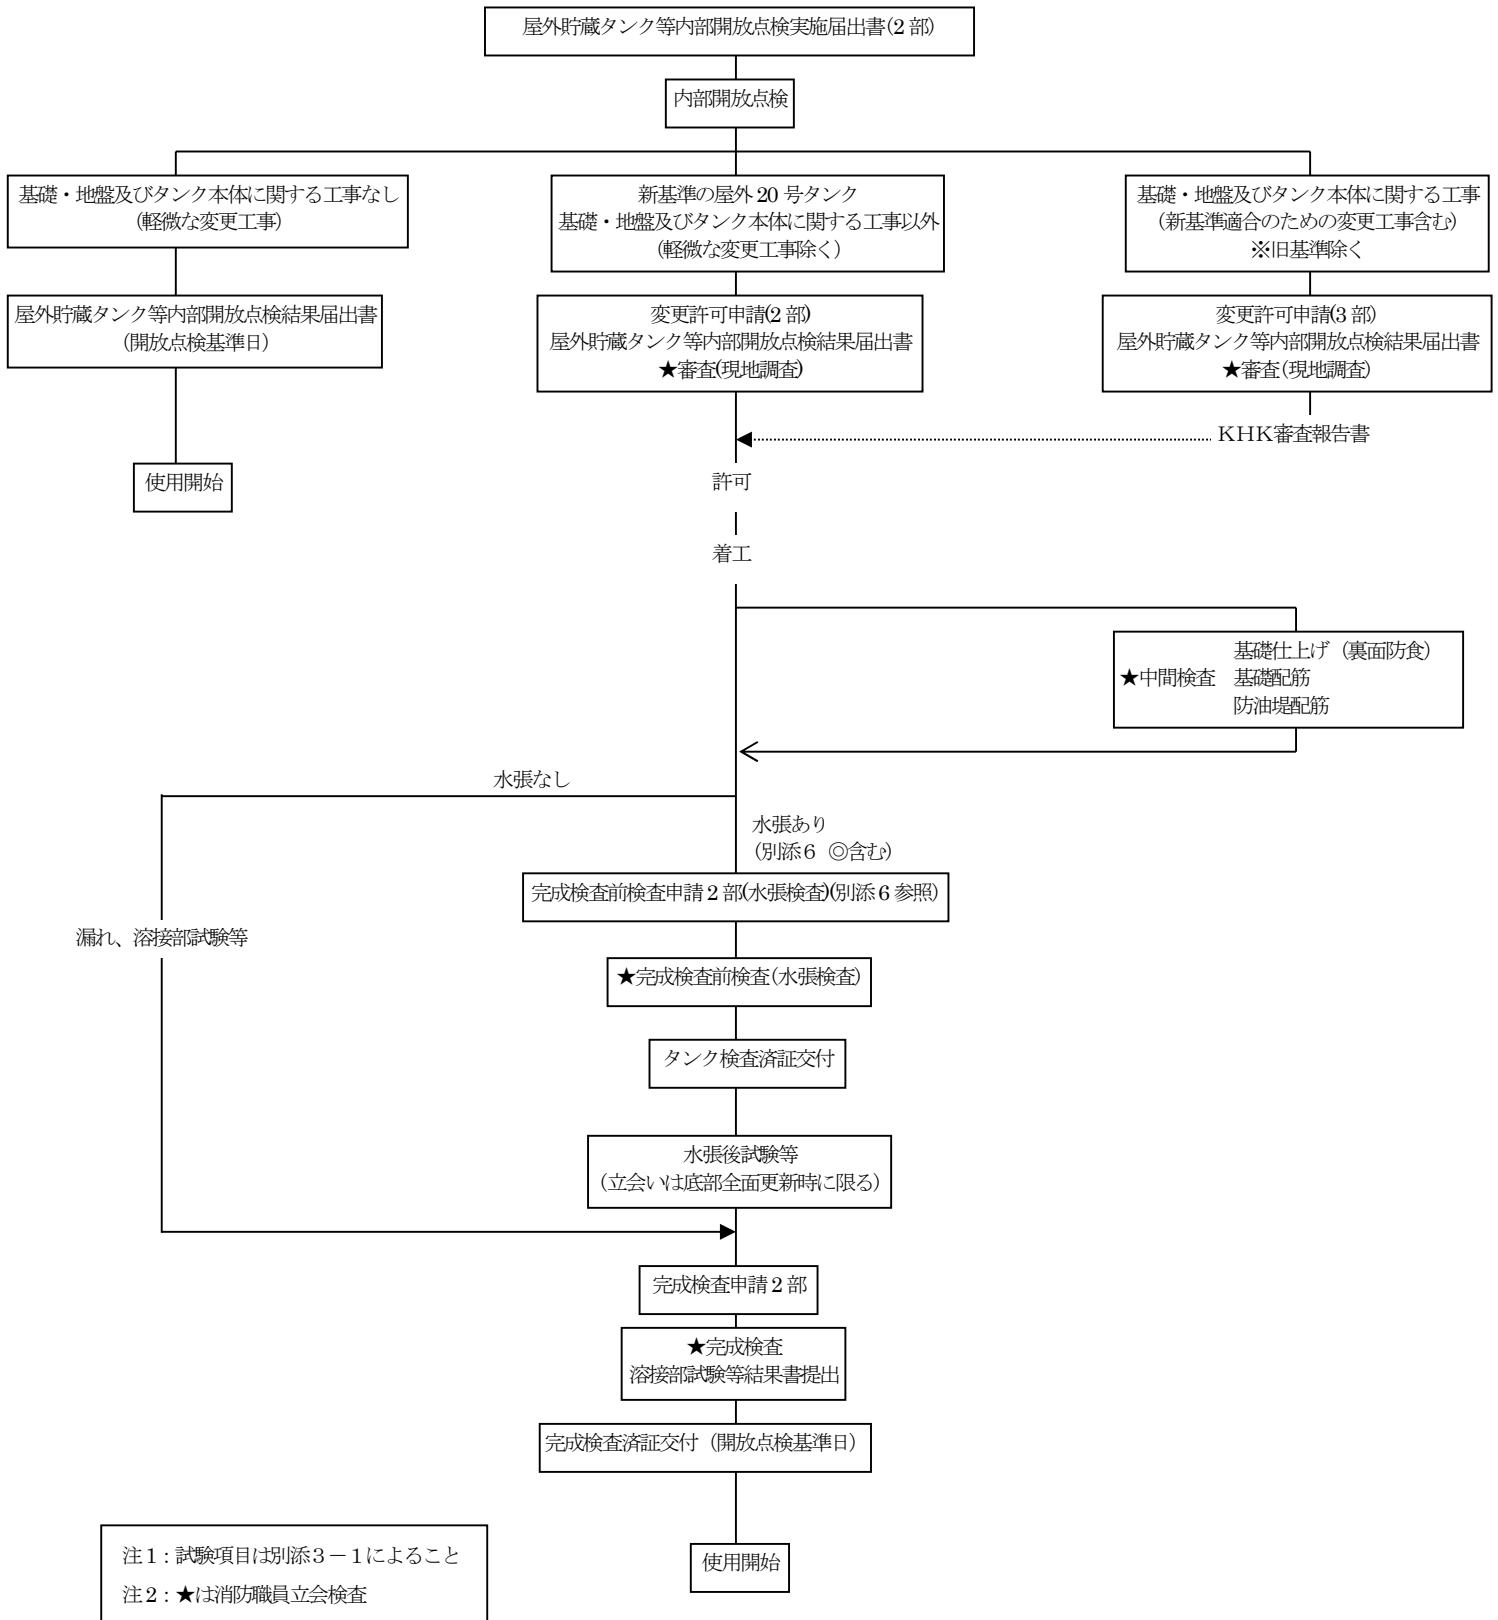 屋外貯蔵タンク等内部開放点検実施届出書(2 部)
内部開放点検
基礎・地盤及びタンク本体に関する工事なし
(軽微な変更工事)
新基準の屋外 20 号タンク
基礎・地盤及びタンク本体に関する工事以外
(軽微な変更工事除く)
基礎・地盤及びタンク本体に関する工事
(新基準適合のための変更工事含む)
※旧基準除く
屋外貯蔵タンク等内部開放点検結果届出書
(開放点検基準日)
変更許可申請(2 部)
屋外貯蔵タンク等内部開放点検結果届出書
★審査(現地調査)
変更許可申請(3 部)
屋外貯蔵タンク等内部開放点検結果届出書
★審査(現地調査)
KHK審査報告書
使用開始
許可
着工
基礎仕上げ (裏面防食)
★中間検査 基礎配筋
防油堤配筋
水張なし
水張あり
(別添6 ◎含む)
完成検査前検査申請 2 部(水張検査)(別添 6 参照)
漏れ、溶接部試験等
★完成検査前検査(水張検査)
タンク検査済証交付
水張後試験等
(立会いは底部全面更新時に限る)
完成検査申請 2 部
★完成検査
溶接部試験等結果書提出
完成検査済証交付 (開放点検基準日)
使用開始
注1:試験項目は別添3-1によること
注2:★は消防職員立会検査